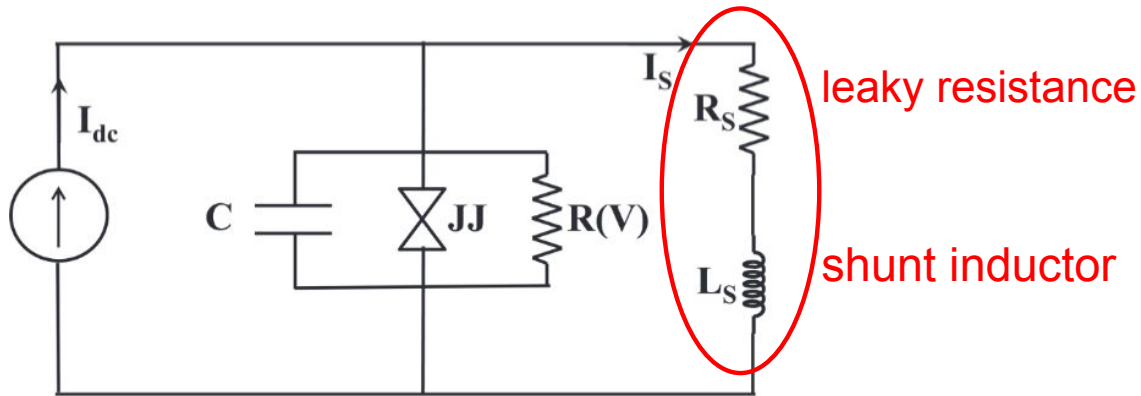 I_dc
I_S
R_S
leaky resistance
C
JJ
R(V)
L_S
shunt inductor